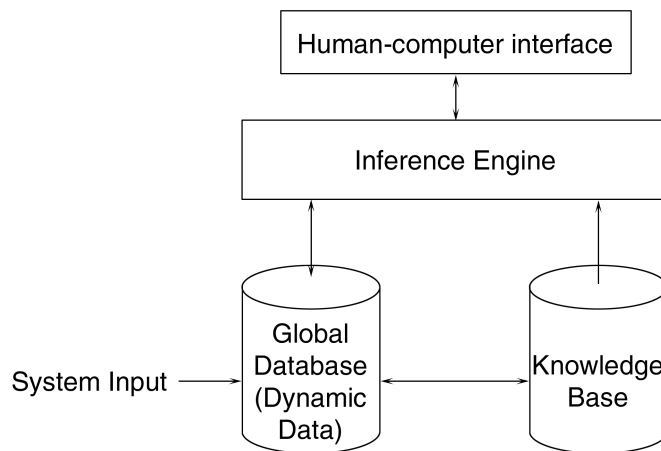 Human-computer interface
Inference Engine
Global
Database
(Dynamic
Data)
System Input
Knowledge
Base